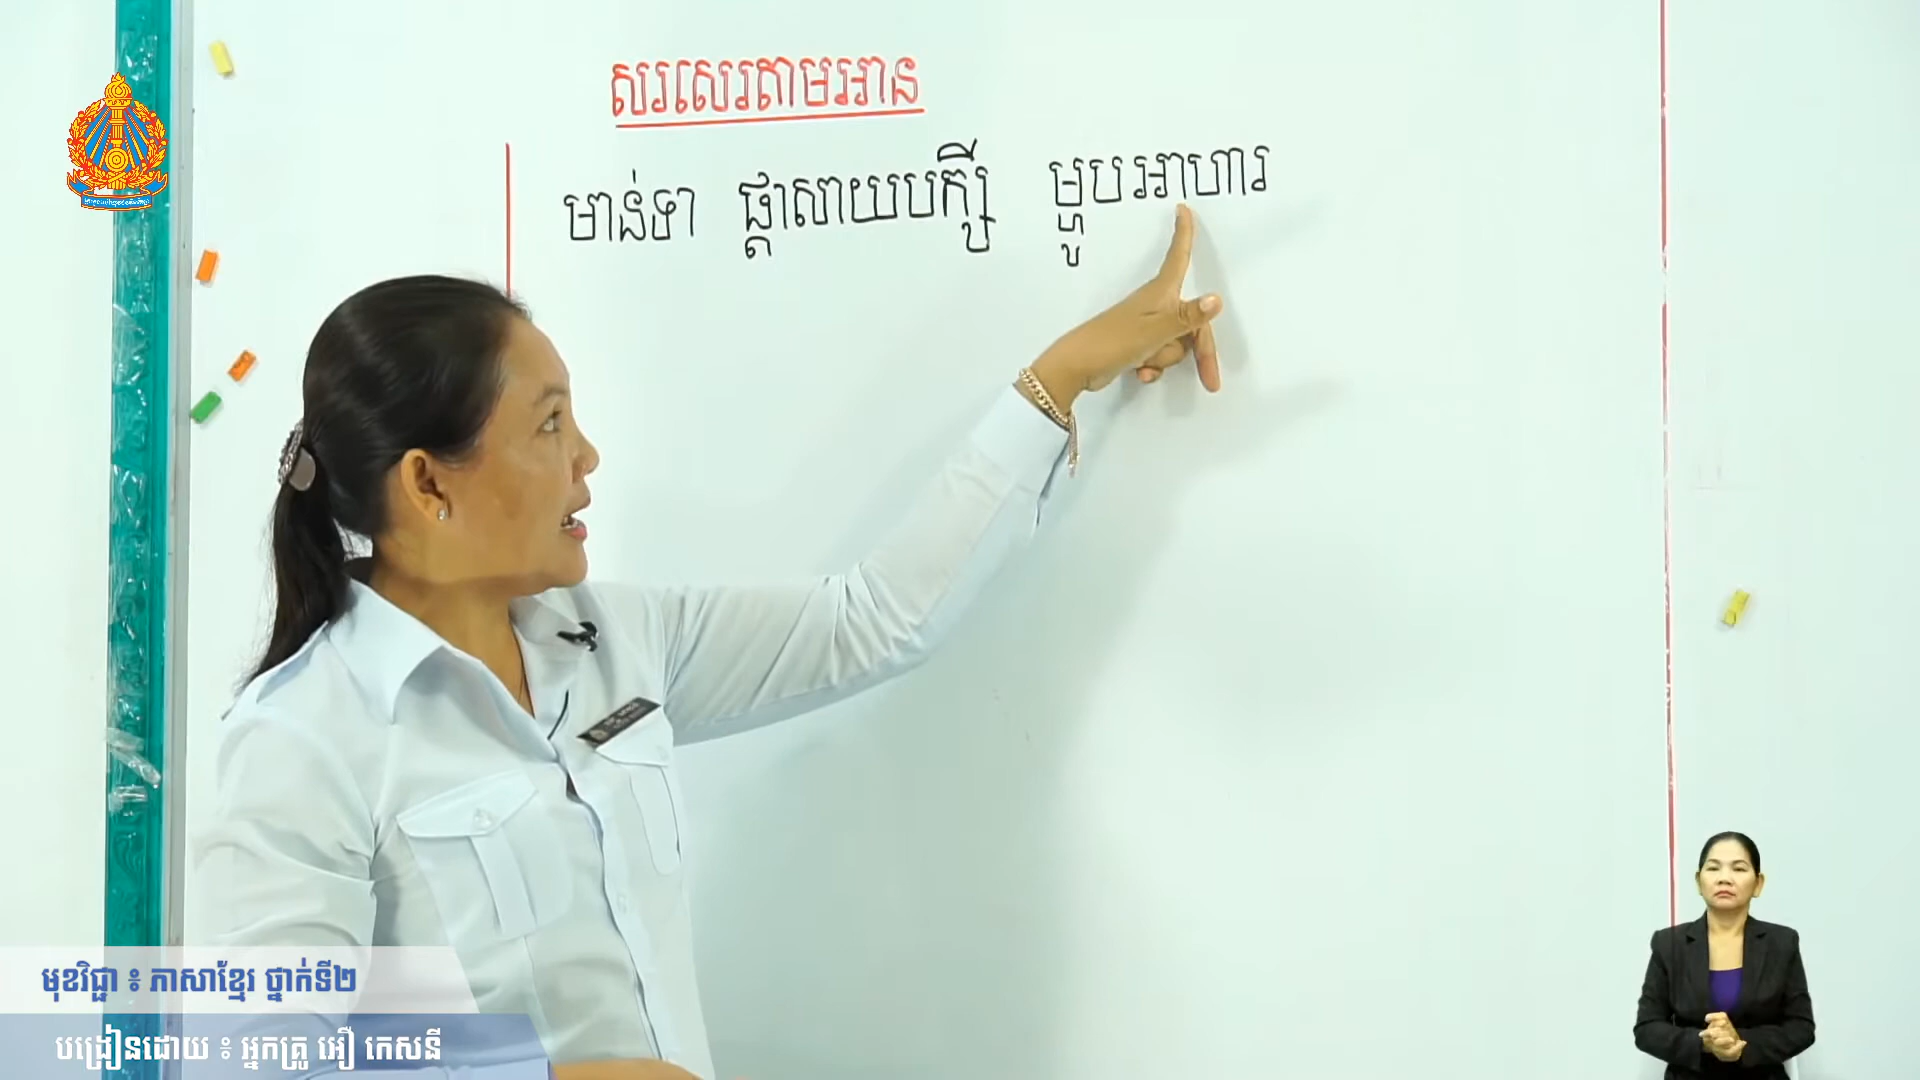 សរសេរតាមអាន
មាន់ទា ផ្ដាសាយបក្សី ម្ហូបអាហារ
មុខវិជ្ជា ៖ ភាសាខ្មែរ ថ្នាក់ទី២
បង្រៀនដោយ ៖ អ្នកគ្រូ អឿ កេសនី